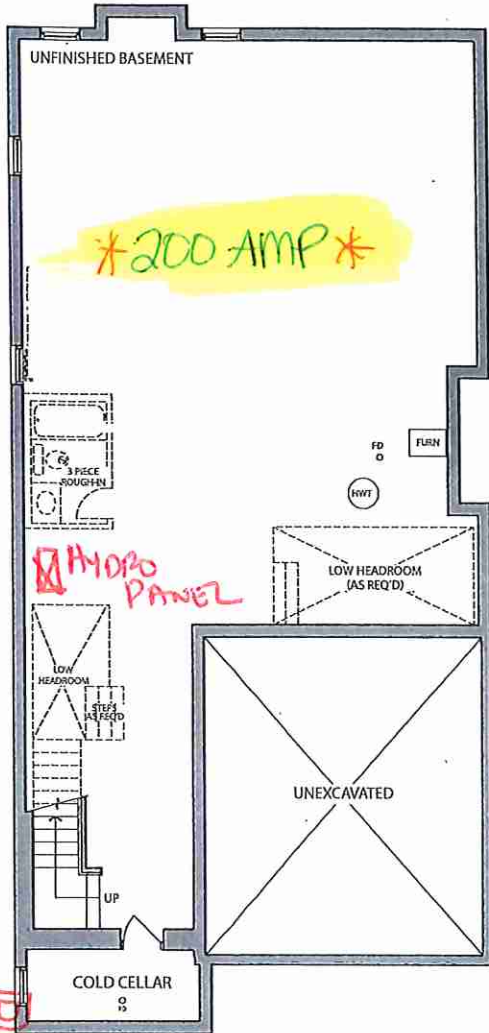 UNFINISHED BASEMENT
*200 AMP*
3 PIECE
ROUGH-IN
FD
FURN
HWT
HYDRO
PANEL
LOW HEADROOM
(AS REQ'D)
LOW
HEADROOM
STEPS
AS REQ'D
UNEXCAVATED
UP
COLD CELLAR